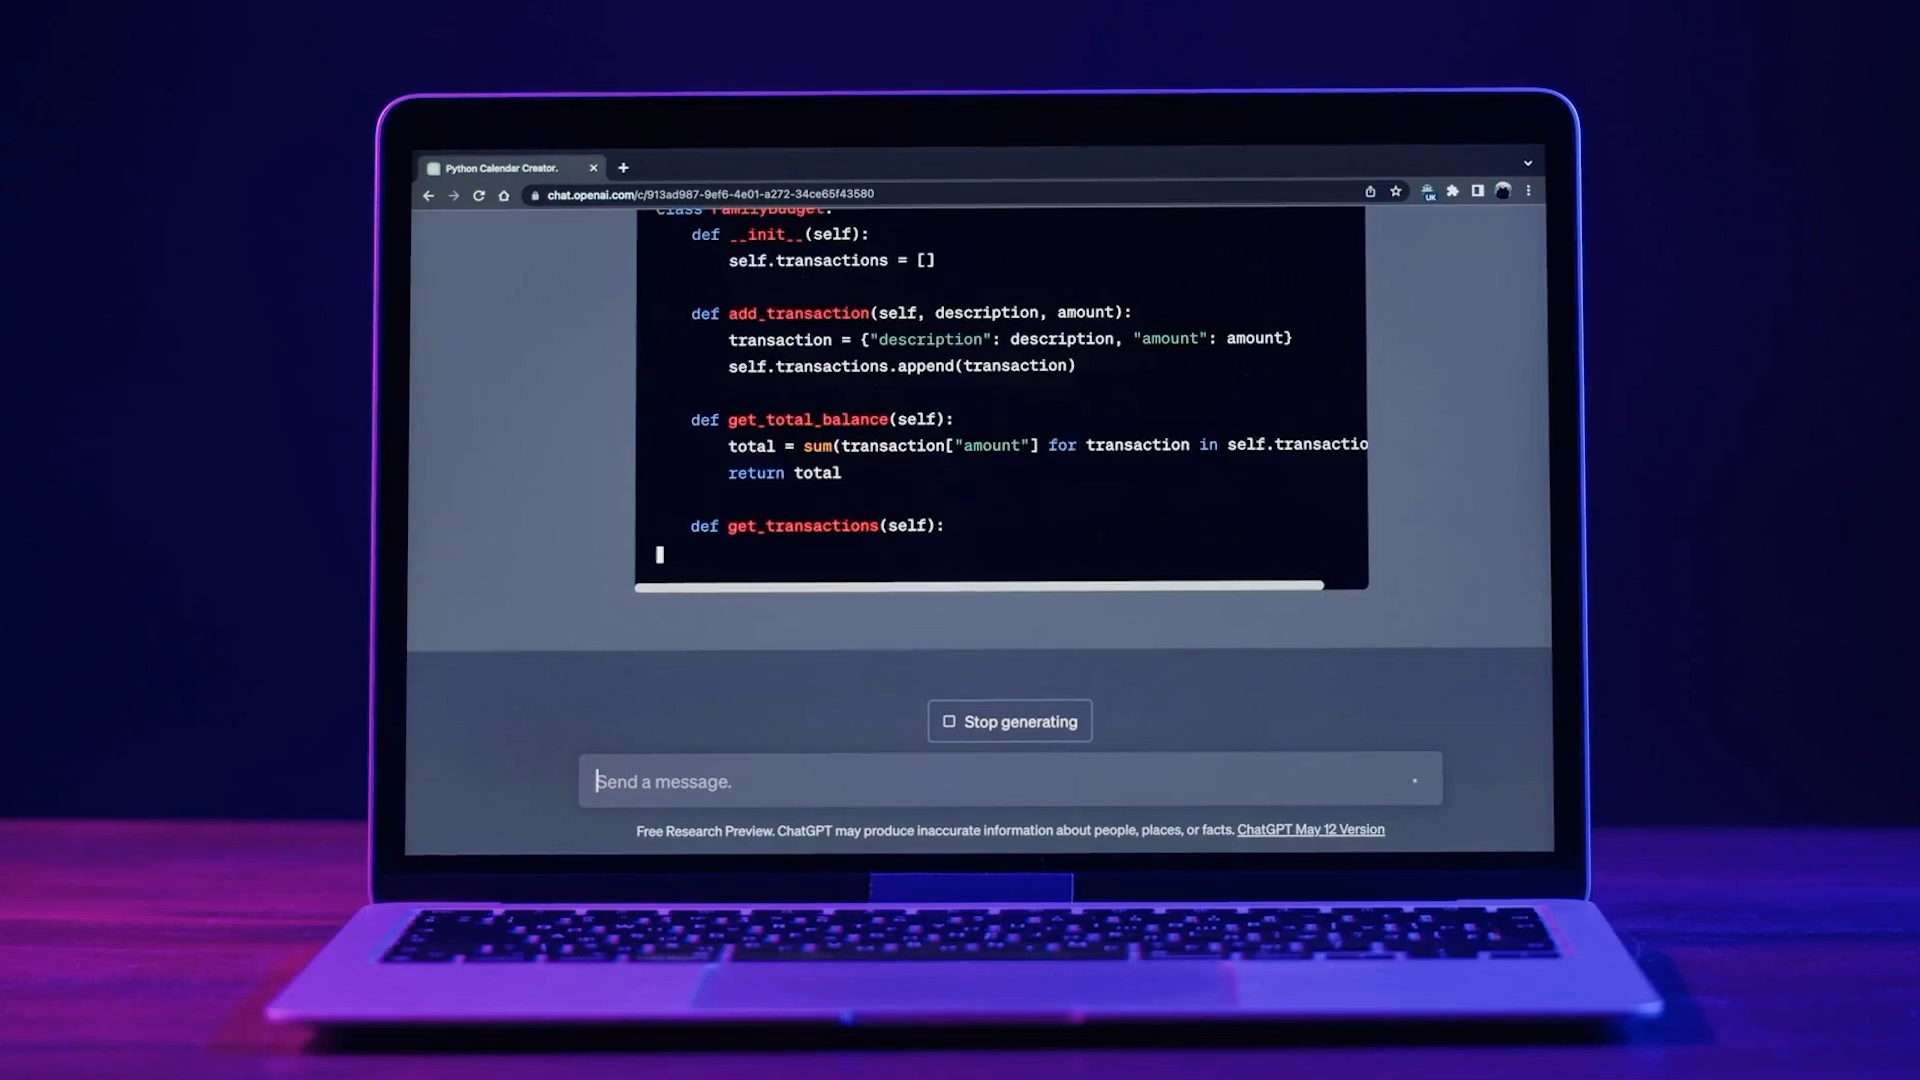 Python Calendar Creator.
chat.openai.com/c/913ad987-9ef6-4e01-a272-34ce65f43580
UK
class FamilyBudget:
def __init__(self):
self.transactions = []
def add_transaction(self, description, amount):
transaction = {"description": description, "amount": amount}
self.transactions.append(transaction)
def get_total_balance(self):
total = sum(transaction["amount"] for transaction in self.transactio
return total
def get_transactions(self):
Stop generating
Send a message.
Free Research Preview. ChatGPT may produce inaccurate information about people, places, or facts. ChatGPT May 12 Version